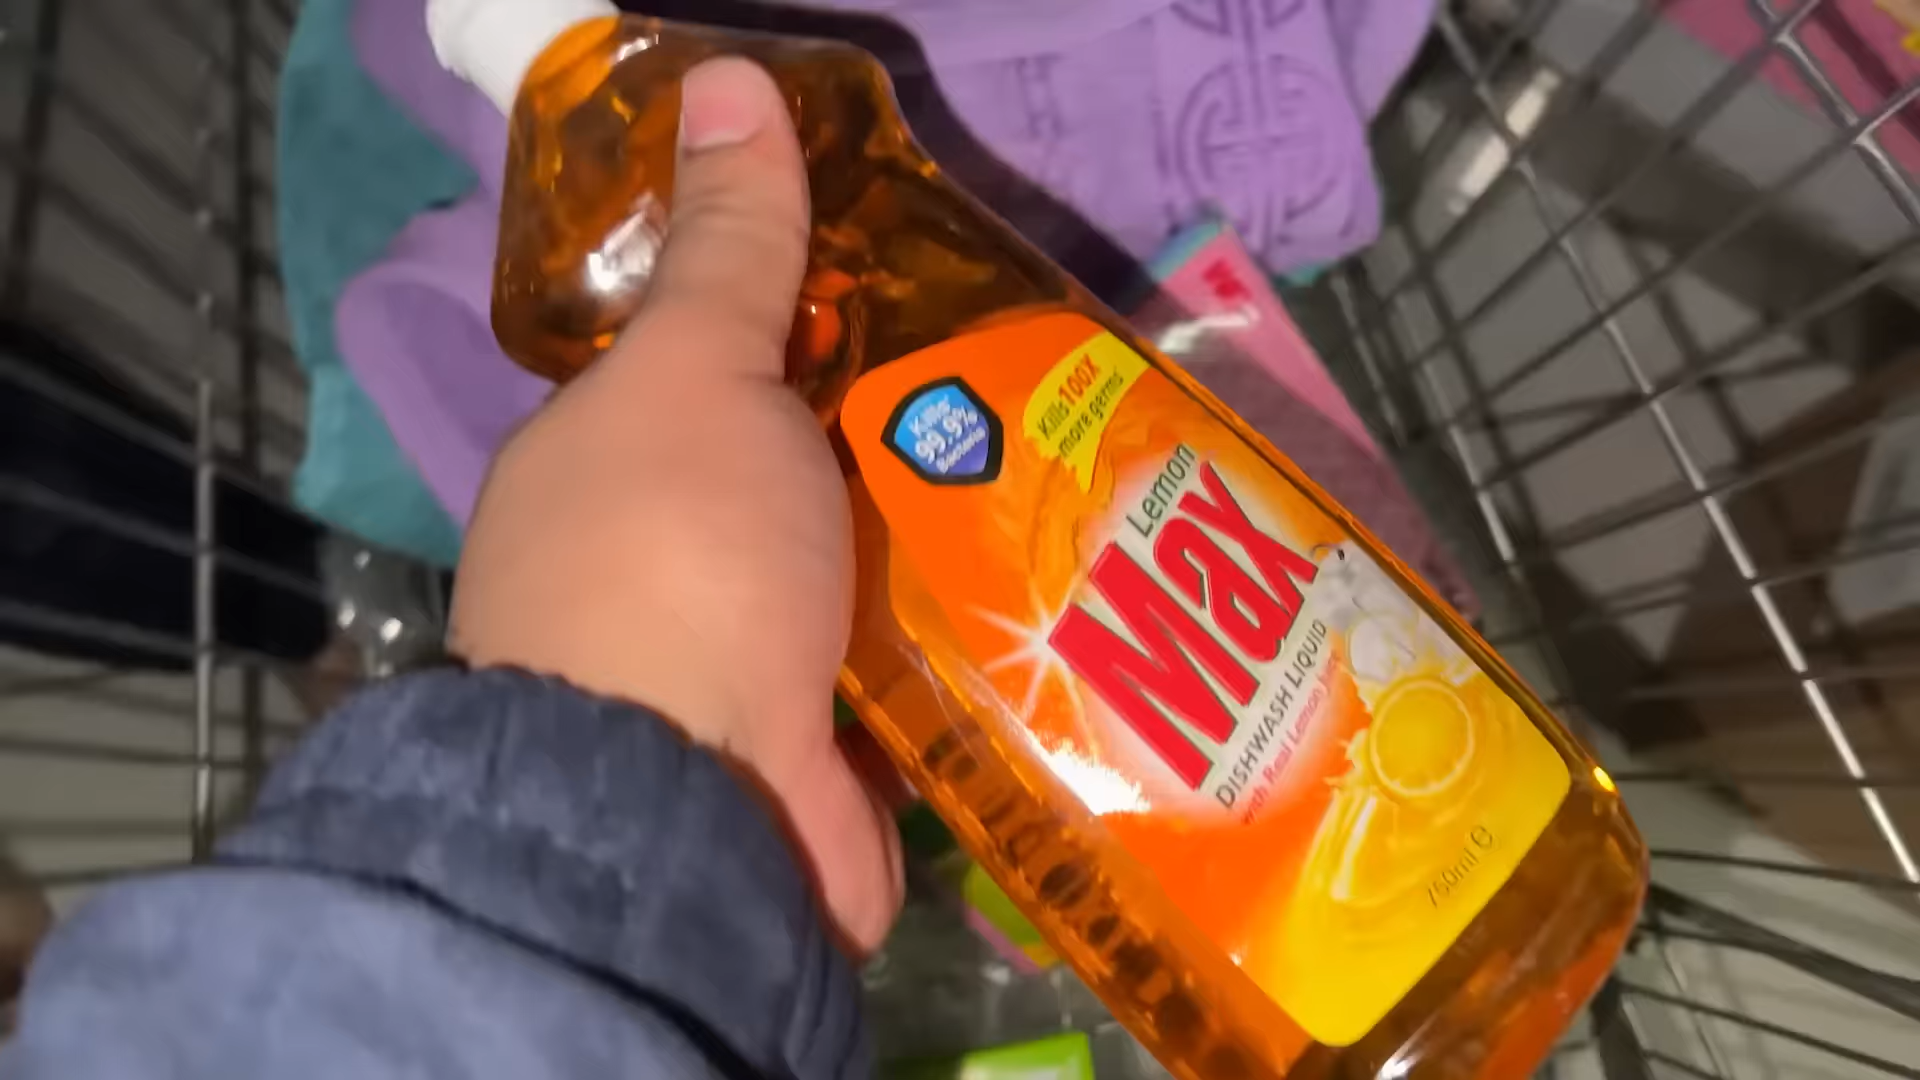 Kills
99.9%
Bacteria
Kills 100X
more germs
Lemon
Max
DISHWASH LIQUID
with Real Lemon Juice
750ml e